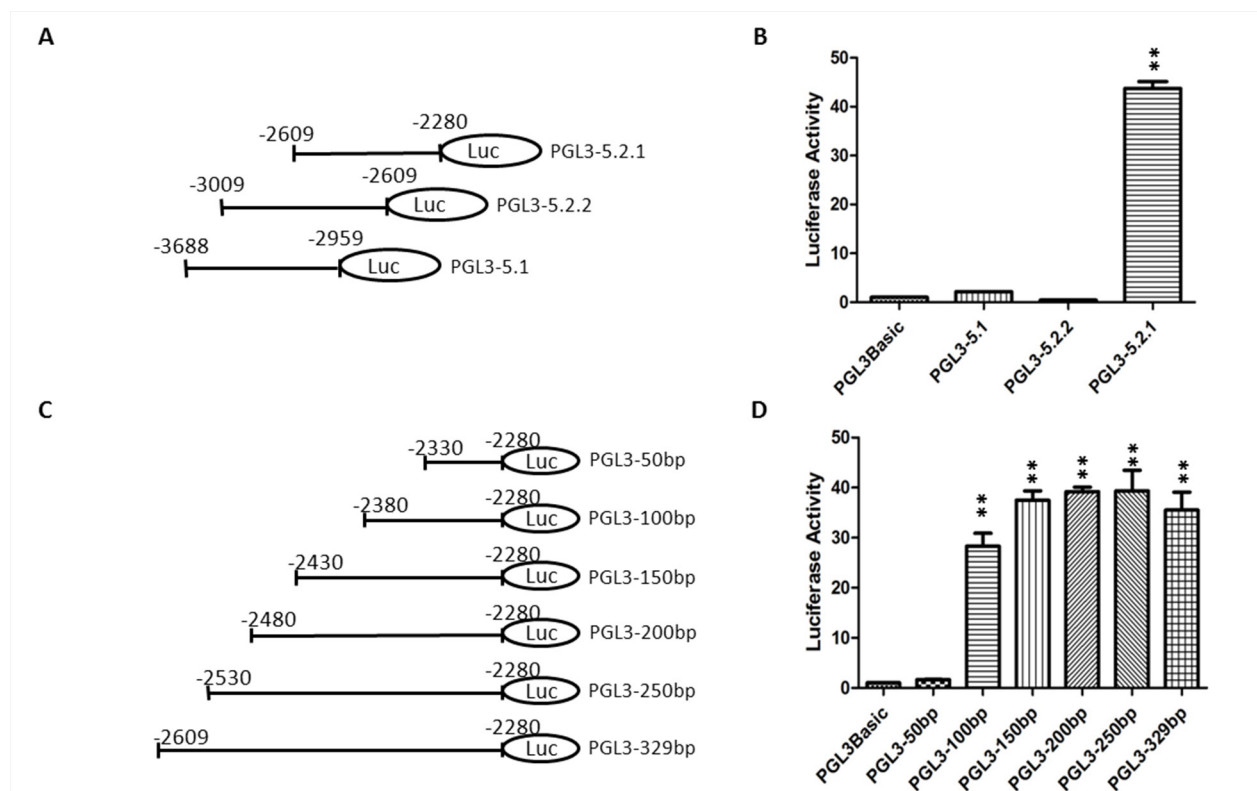 A
-2609
-2280
Luc
PGL3-5.2.1
-3009
-2609
Luc
PGL3-5.2.2
-3688
-2959
Luc
PGL3-5.1
B
Luciferase Activity
50
40
30
20
10
0
**
PGL3Basic
PGL3-5.1
PGL3-5.2.2
PGL3-5.2.1
C
-2330
-2280
Luc
PGL3-50bp
-2380
-2280
Luc
PGL3-100bp
-2430
-2280
Luc
PGL3-150bp
-2480
-2280
Luc
PGL3-200bp
-2530
-2280
Luc
PGL3-250bp
-2609
-2280
Luc
PGL3-329bp
D
Luciferase Activity
50
40
30
20
10
0
**
**
**
**
**
PGL3Basic
PGL3-50bp
PGL3-100bp
PGL3-150bp
PGL3-200bp
PGL3-250bp
PGL3-329bp